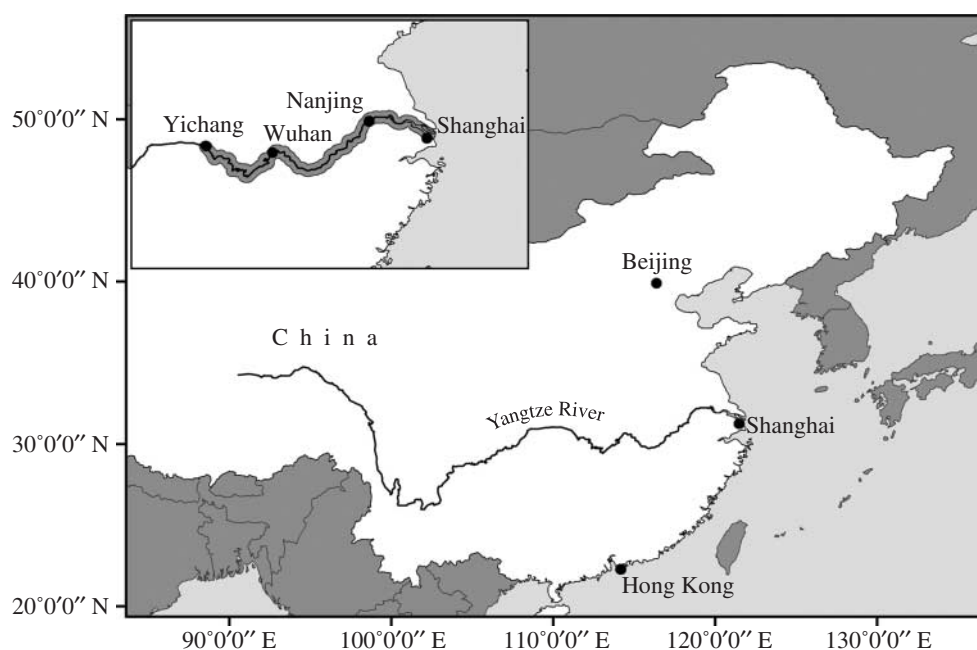 Nanjing
Yichang
Wuhan
Shanghai
50°0′0″ N
Beijing
40°0′0″ N
China
Yangtze River
Shanghai
30°0′0″ N
Hong Kong
20°0′0″ N
90°0′0″ E
100°0′0″ E
110°0′0″ E
120°0′0″ E
130°0′0″ E